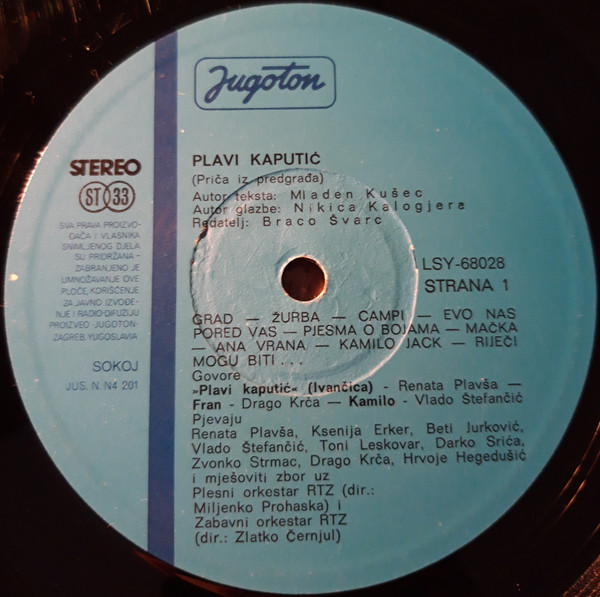 Jugoton
PLAVI KAPUTIĆ
(Priča iz predgrađa)
Autor teksta: Mladen Kušec
Autor glazbe: Nikica Kalogjera
Redatelj: Braco Švarc
STEREO
ST 33
SVA PRAVA PROIZVO-
ĐAČA I VLASNIKA
SNIMLJENOG DJELA
SU PRIDRŽANA -
ZABRANJENO JE
UMNOŽAVANJE OVE
PLOČE, KORIŠĆENJE
ZA JAVNO IZVOĐE-
NJE I RADIO-DIFUZIJU
PROIZVEO -JUGOTON-
ZAGREB, YUGOSLAVIA
SOKOJ
JUS. N. N4 201
LSY-68028
STRANA 1
GRAD — ŽURBA — CAMPI — EVO NAS
PORED VAS — PJESMA O BOJAMA — MAČKA
— ANA VRANA — KAMILO JACK — RIJEČI
MOGU BITI . . .
Govore
»Plavi kaputić« (Ivančica) - Renata Plavša —
Fran - Drago Krča — Kamilo - Vlado Štefančič
Pjevaju
Renata Plavša, Ksenija Erker, Beti Jurković,
Vlado Štefančič, Toni Leskovar, Darko Srića,
Zvonko Strmac, Drago Krča, Hrvoje Hegedušić
i mješoviti zbor uz
Plesni orkestar RTZ (dir.:
Miljenko Prohaska) i
Zabavni orkestar RTZ
(dir.: Zlatko Černjul)